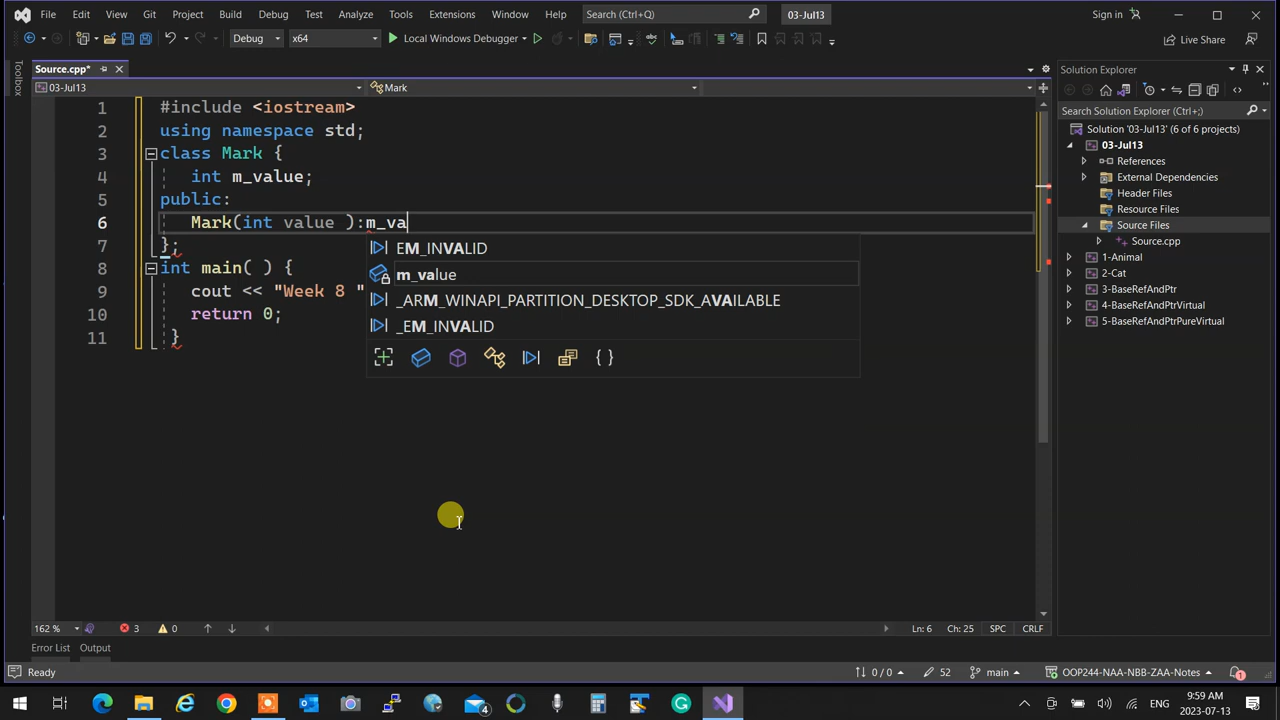 File Edit View Git Project Build Debug Test Analyze Tools Extensions Window Help Search (Ctrl+Q) 03-Jul13 Sign in
Debug x64 Local Windows Debugger Live Share
Toolbox
Source.cpp*
03-Jul13 Mark
1 #include <iostream>
2 using namespace std;
3 class Mark {
4 int m_value;
5 public:
6 Mark(int value ):m_va
7 };
8 int main( ) {
9 cout << "Week 8 "
10 return 0;
11 }
EM_INVALID
m_value
_ARM_WINAPI_PARTITION_DESKTOP_SDK_AVAILABLE
_EM_INVALID
Solution Explorer
Search Solution Explorer (Ctrl+;)
Solution '03-Jul13' (6 of 6 projects)
03-Jul13
References
External Dependencies
Header Files
Resource Files
Source Files
Source.cpp
1-Animal
2-Cat
3-BaseRefAndPtr
4-BaseRefAndPtrVirtual
5-BaseRefAndPtrPureVirtual
162 % 3 0 Ln: 6 Ch: 25 SPC CRLF
Error List Output
Ready 0 / 0 52 main OOP244-NAA-NBB-ZAA-Notes 1
4 ENG 9:59 AM
2023-07-13